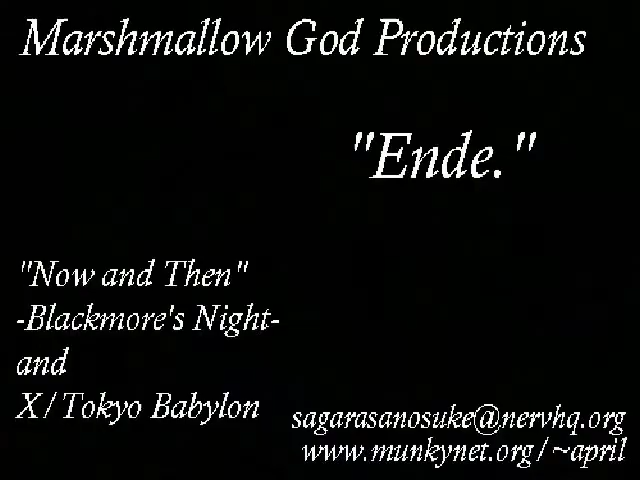 Marshmallow God Productions
"Ende."
"Now and Then"
-Blackmore's Night-
and
X/Tokyo Babylon
sagarasanosuke@nervhq.org
www.munkynet.org/~april